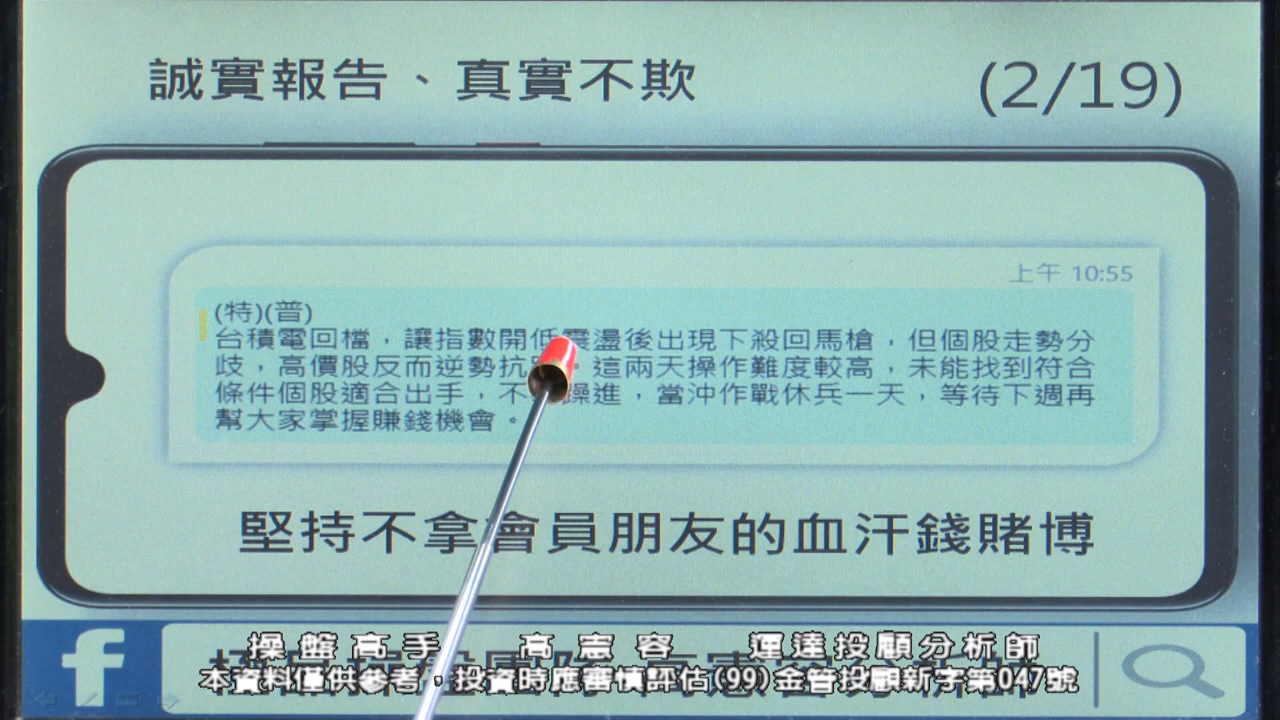 誠實報告、真實不欺
(2/19)
上午 10:55
(特)(普)
台積電回檔，讓指數開低震盪後出現下殺回馬槍，但個股走勢分
歧，高價股反而逆勢抗 這兩天操作難度較高，未能找到符合
條件個股適合出手，不 躁進，當沖作戰休兵一天，等待下週再
幫大家掌握賺錢機會。
堅持不拿會員朋友的血汗錢賭博
操盤高手 高憲容 運達投顧分析師
本資料僅供參考，投資時應審慎評估(99)金管投顧新字第047號